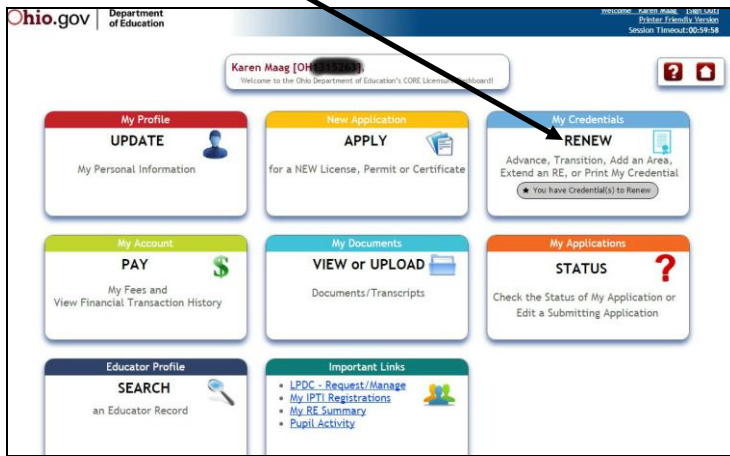 Ohio.gov Department of Education
Welcome Karen Maag [Sign Out]
Printer Friendly Version
Session Timeout:00:59:58
Karen Maag [OH
Welcome to the Ohio Department of Education's CORE Licensure Dashboard!
?
My Profile
UPDATE
My Personal Information
New Application
APPLY
for a NEW License, Permit or Certificate
My Credentials
RENEW
Advance, Transition, Add an Area,
Extend an RE, or Print My Credential
★ You have Credential(s) to Renew
My Account
PAY
$
My Fees and
View Financial Transaction History
My Documents
VIEW or UPLOAD
Documents/Transcripts
My Applications
STATUS
?
Check the Status of My Application or
Edit a Submitting Application
Educator Profile
SEARCH
an Educator Record
Important Links
• LPDC - Request/Manage
• My IPTI Registrations
• My RE Summary
• Pupil Activity